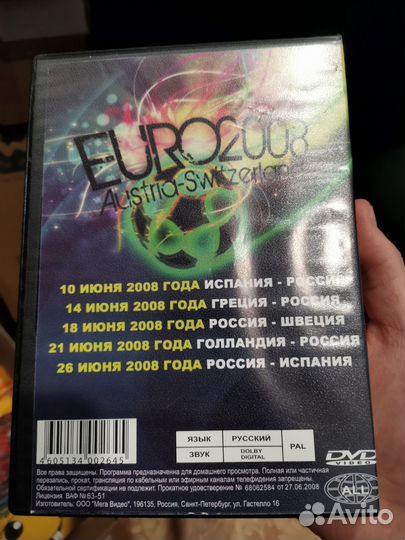 EURO2008
Austria-Switzerland
10 ИЮНЯ 2008 ГОДА ИСПАНИЯ - РОССИЯ
14 ИЮНЯ 2008 ГОДА ГРЕЦИЯ - РОССИЯ
18 ИЮНЯ 2008 ГОДА РОССИЯ - ШВЕЦИЯ
21 ИЮНЯ 2008 ГОДА ГОЛЛАНДИЯ - РОССИЯ
26 ИЮНЯ 2008 ГОДА РОССИЯ - ИСПАНИЯ
4605134 002645
ЯЗЫК РУССКИЙ PAL
ЗВУК DOLBY DIGITAL
DVD
VIDEO
Все права защищены. Программа предназначенна для домашнего просмотра. Полная или частичная
перезапись, прокат, трансляция по кабельным или эфирным каналам телефидения запрещены.
Обязательной сертификации не подлежит. Прокатное удостоверение № 68062584 от 27.06.2008
Лицензия ВАФ № 63-51
Изготовитель: ООО "Мега Видео", 196135, Россия, Санкт-Петербург, ул. Гастелло 16
ALL
Avito